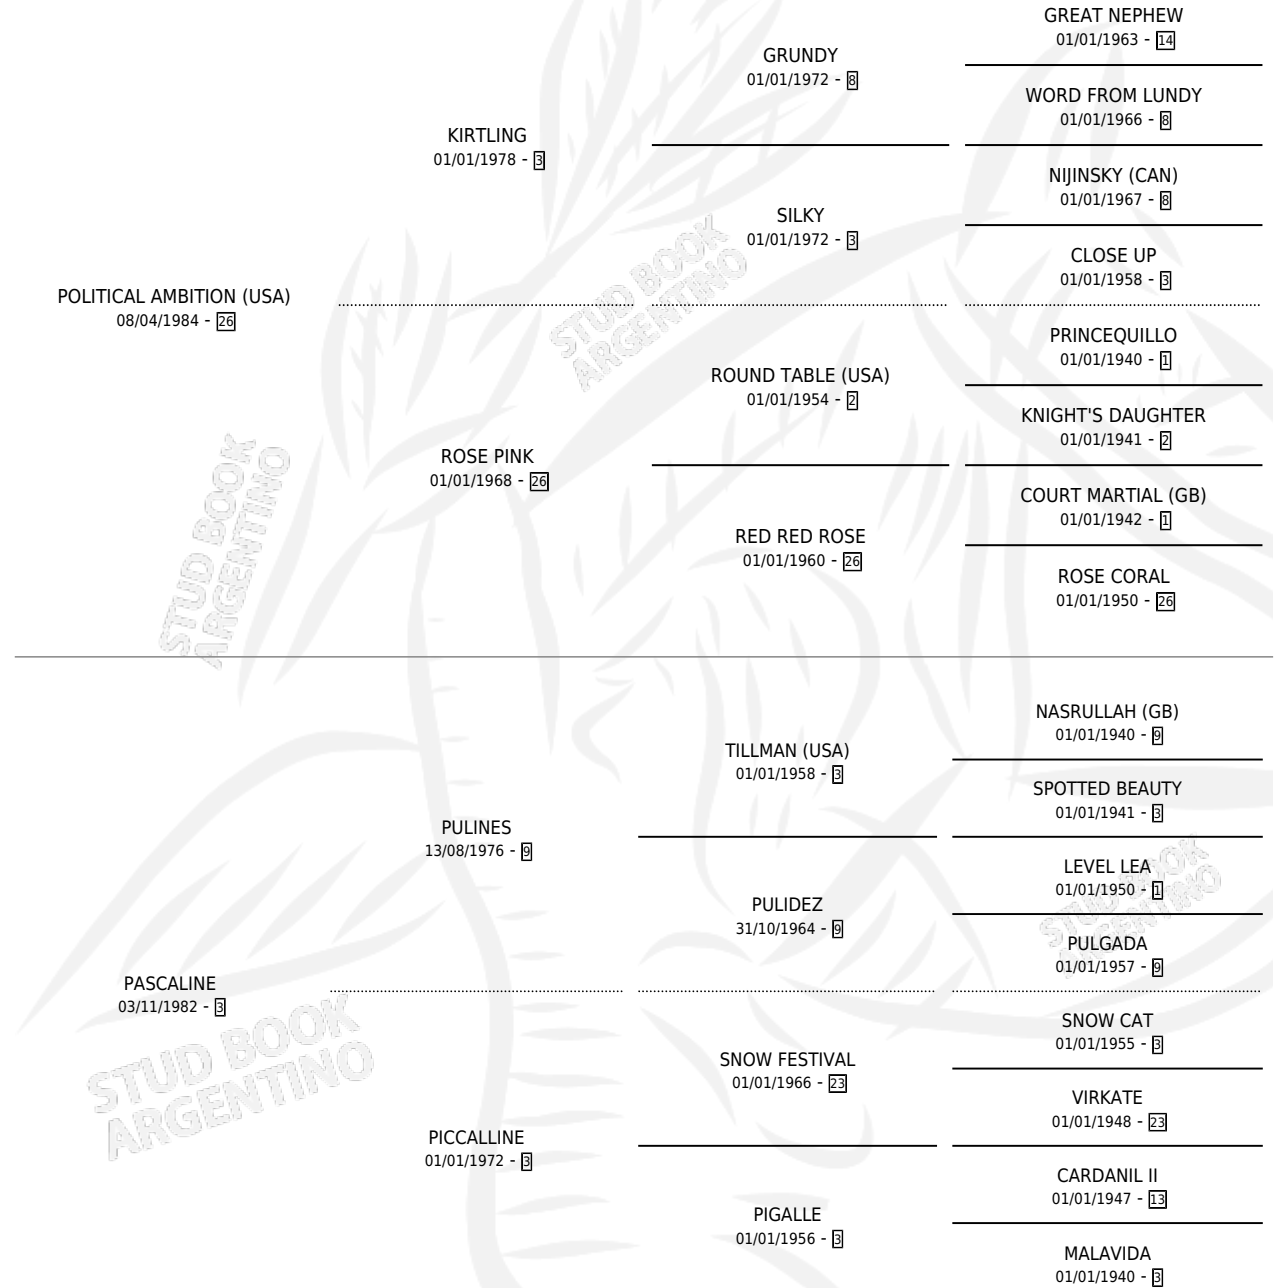 GREAT NEPHEW
01/01/1963 - 14
GRUNDY
01/01/1972 - 8
WORD FROM LUNDY
01/01/1966 - 8
KIRTLING
01/01/1978 - 3
NIJINSKY (CAN)
01/01/1967 - 8
SILKY
01/01/1972 - 3
CLOSE UP
01/01/1958 - 3
POLITICAL AMBITION (USA)
08/04/1984 - 26
PRINCEQUILLO
01/01/1940 - 1
ROUND TABLE (USA)
01/01/1954 - 2
KNIGHT'S DAUGHTER
01/01/1941 - 2
ROSE PINK
01/01/1968 - 26
COURT MARTIAL (GB)
01/01/1942 - 1
RED RED ROSE
01/01/1960 - 26
ROSE CORAL
01/01/1950 - 26
NASRULLAH (GB)
01/01/1940 - 9
TILLMAN (USA)
01/01/1958 - 3
SPOTTED BEAUTY
01/01/1941 - 3
PULINES
13/08/1976 - 9
LEVEL LEA
01/01/1950 - 1
PULIDEZ
31/10/1964 - 9
PULGADA
01/01/1957 - 9
PASCALINE
03/11/1982 - 3
SNOW CAT
01/01/1955 - 3
SNOW FESTIVAL
01/01/1966 - 23
VIRKATE
01/01/1948 - 23
PICCALLINE
01/01/1972 - 3
CARDANIL II
01/01/1947 - 13
PIGALLE
01/01/1956 - 3
MALAVIDA
01/01/1940 - 3
STUD BOOK
ARGENTINO
STUD BOOK
ARGENTINO
STUD BOOK
ARGENTINO
STUD BOOK
ARGENTINO